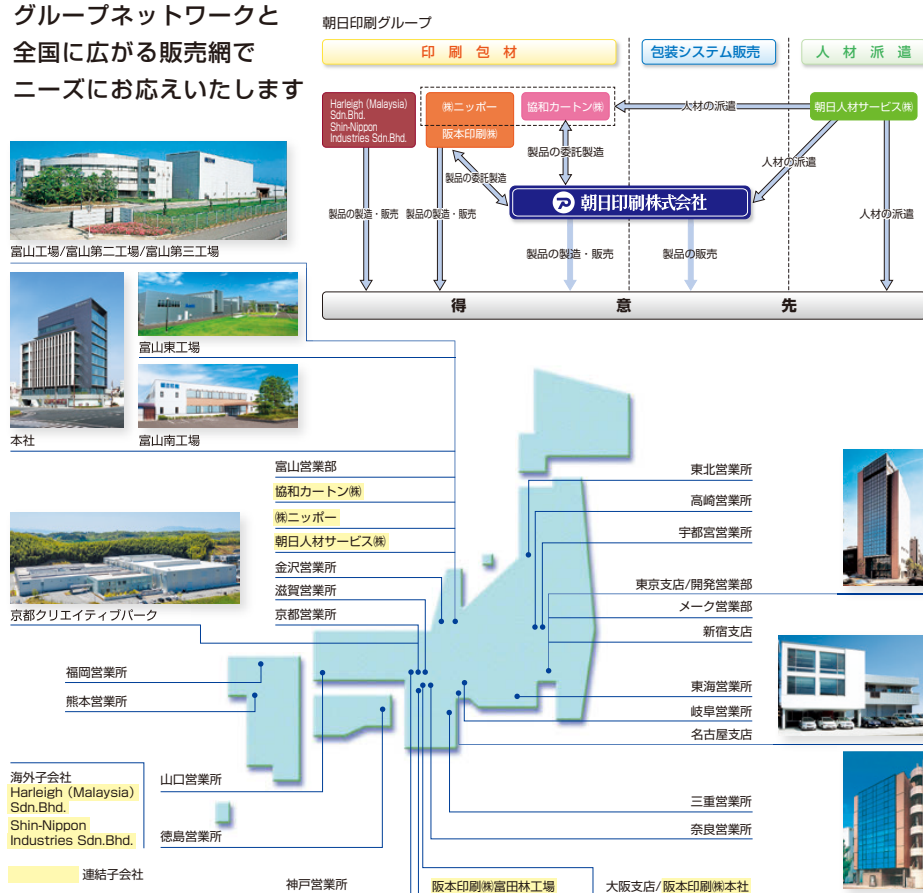 グループネットワークと
全国に広がる販売網で
ニーズにお応えいたします
朝日印刷グループ
印刷包材
包装システム販売
人材派遣
Harleigh (Malaysia)
Sdn.Bhd.
Shin-Nippon
Industries Sdn.Bhd.
㈱ニッポー
阪本印刷㈱
協和カートン㈱
人材の派遣
朝日人材サービス㈱
製品の委託製造
製品の委託製造
人材の派遣
朝日印刷株式会社
製品の製造・販売
製品の製造・販売
人材の派遣
製品の製造・販売
製品の販売
得意先
富山工場/富山第二工場/富山第三工場
富山東工場
本社
富山南工場
富山営業部
協和カートン㈱
㈱ニッポー
朝日人材サービス㈱
金沢営業所
滋賀営業所
京都営業所
京都クリエイティブパーク
東北営業所
高崎営業所
宇都宮営業所
東京支店/開発営業部
メーク営業部
新宿支店
福岡営業所
熊本営業所
東海営業所
岐阜営業所
名古屋支店
海外子会社
Harleigh (Malaysia)
Sdn.Bhd.
Shin-Nippon
Industries Sdn.Bhd.
連結子会社
山口営業所
徳島営業所
三重営業所
奈良営業所
神戸営業所
阪本印刷㈱富田林工場
大阪支店/阪本印刷㈱本社